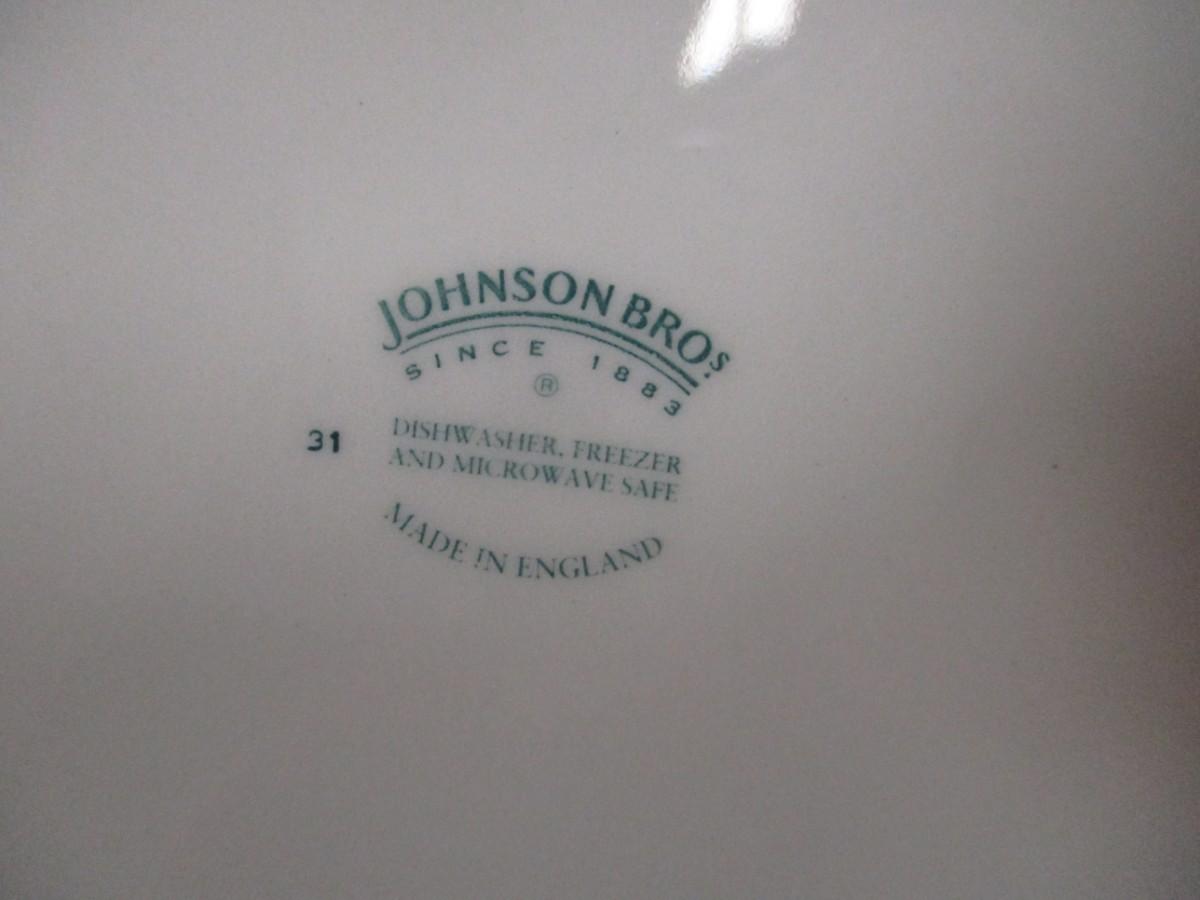 JOHNSON BROS.
SINCE 1883
®
31
DISHWASHER, FREEZER
AND MICROWAVE SAFE
MADE IN ENGLAND